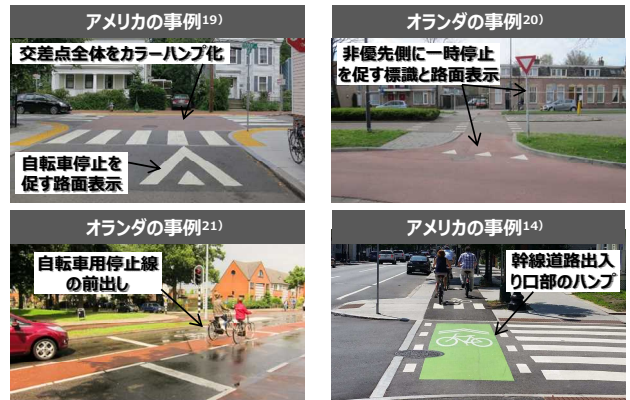 アメリカの事例19）
交差点全体をカラーハンプ化
自転車停止を
促す路面表示
オランダの事例20）
非優先側に一時停止
を促す標識と路面表示
オランダの事例21）
自転車用停止線
の前出し
アメリカの事例14）
幹線道路出入
り口部のハンプ